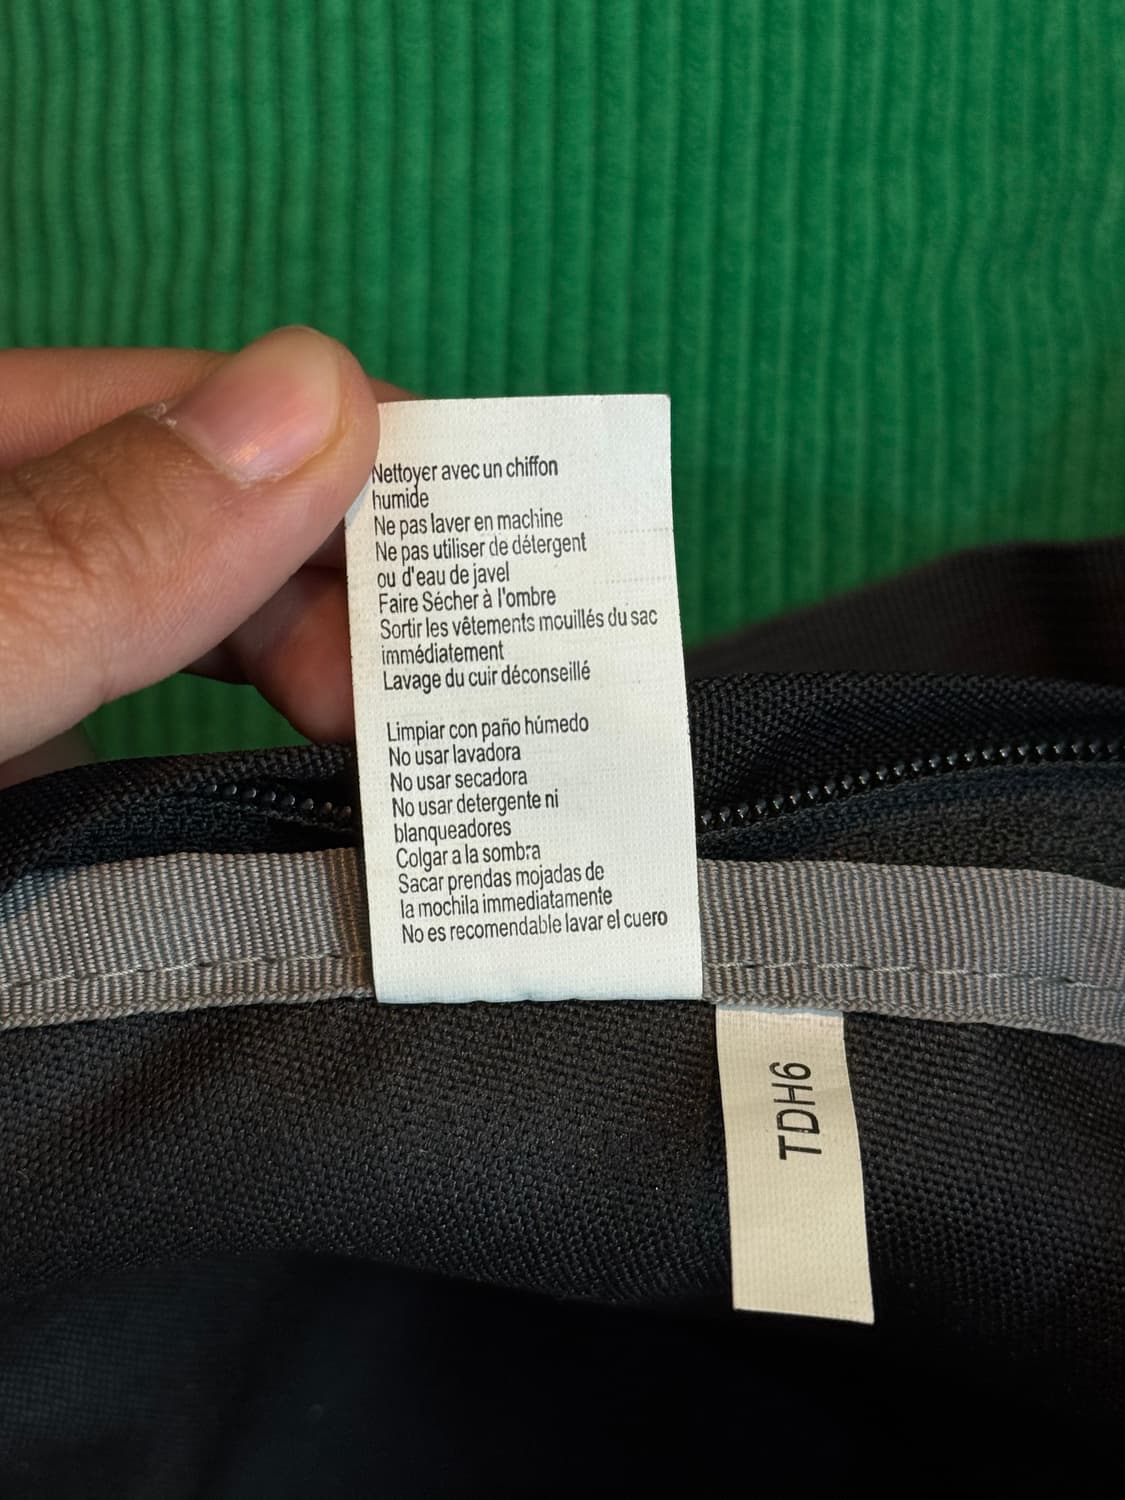 Nettoyer avec un chiffon
humide
Ne pas laver en machine
Ne pas utiliser de détergent
ou d'eau de javel
Faire Sécher à l'ombre
Sortir les vêtements mouillés du sac
immédiatement
Lavage du cuir déconseillé
Limpiar con paño húmedo
No usar lavadora
No usar secadora
No usar detergente ni
blanqueadores
Colgar a la sombra
Sacar prendas mojadas de
la mochila immediatamente
No es recomendable lavar el cuero
TDH6